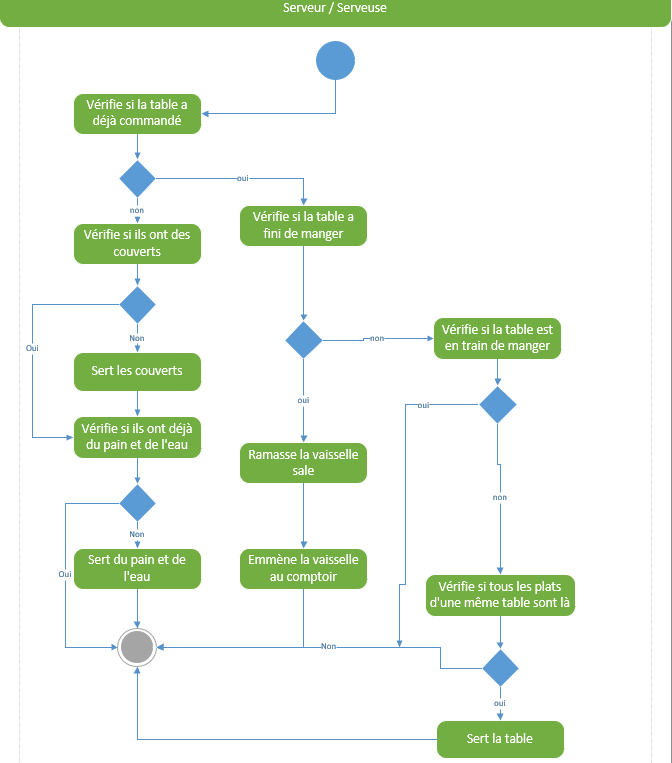 Serveur / Serveuse
Vérifie si la table a
déjà commandé
oui
non
Vérifie si la table a
fini de manger
Vérifie si ils ont des
couverts
Oui
Non
non
Vérifie si la table est
en train de manger
Sert les couverts
oui
oui
Vérifie si ils ont déjà
du pain et de l'eau
Ramasse la vaisselle
sale
non
Non
Oui
Sert du pain et de
l'eau
Emmène la vaisselle
au comptoir
Vérifie si tous les plats
d'une même table sont là
Non
oui
Sert la table